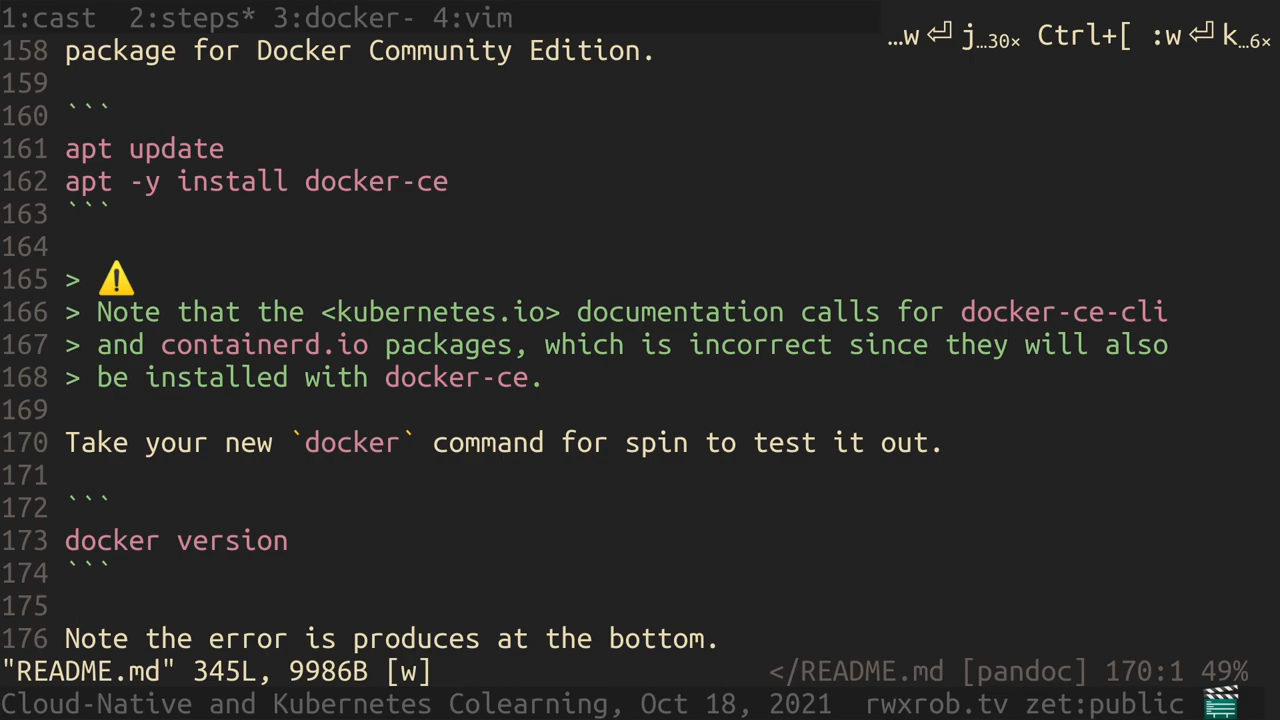 1:cast  2:steps* 3:docker- 4:vim
…w⏎ j…30× Ctrl+[ :w⏎ k…6×
158 package for Docker Community Edition.
159
160 ```
161 apt update
162 apt -y install docker-ce
163 ```
164
165 > ⚠️
166 > Note that the <kubernetes.io> documentation calls for docker-ce-cli
167 > and containerd.io packages, which is incorrect since they will also
168 > be installed with docker-ce.
169
170 Take your new `docker` command for spin to test it out.
171
172 ```
173 docker version
174 ```
175
176 Note the error is produces at the bottom.
"README.md" 345L, 9986B [w] </README.md [pandoc] 170:1 49%
Cloud-Native and Kubernetes Colearning, Oct 18, 2021 rwxrob.tv zet:public 🎬